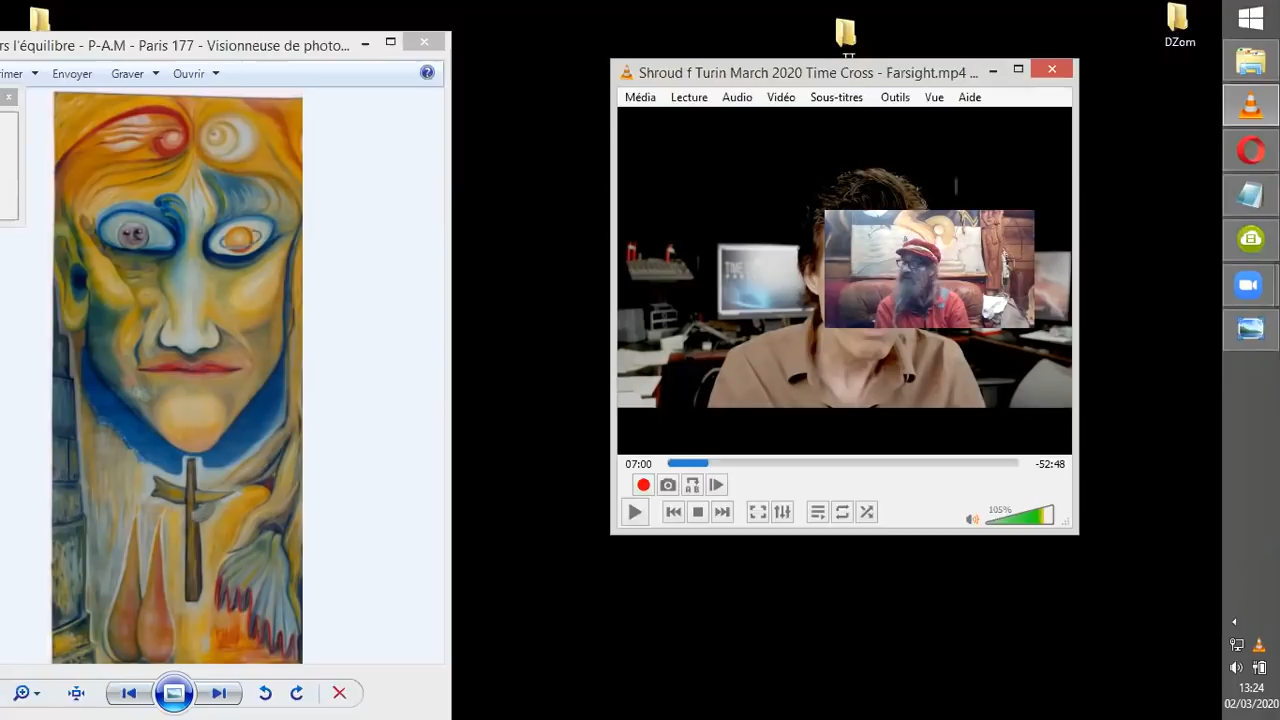 rs l'équilibre - P-A-M - Paris 177 - Visionneuse de photo...
rimer Envoyer Graver Ouvrir
DZom
Shroud f Turin March 2020 Time Cross - Farsight.mp4 ...
Média Lecture Audio Vidéo Sous-titres Outils Vue Aide
TIME
07:00 -52:48
105%
13:24
02/03/2020